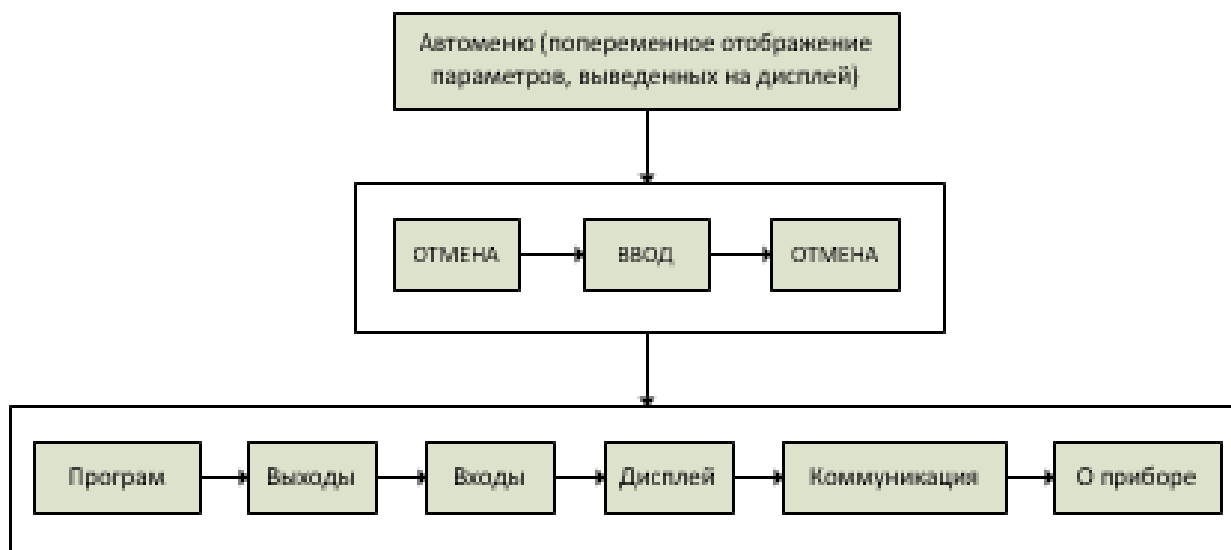 Автоменю (попеременное отображение
параметров, выведенных на дисплей)
ОТМЕНА
ВВОД
ОТМЕНА
Програм
Выходы
Входы
Дисплей
Коммуникация
О приборе